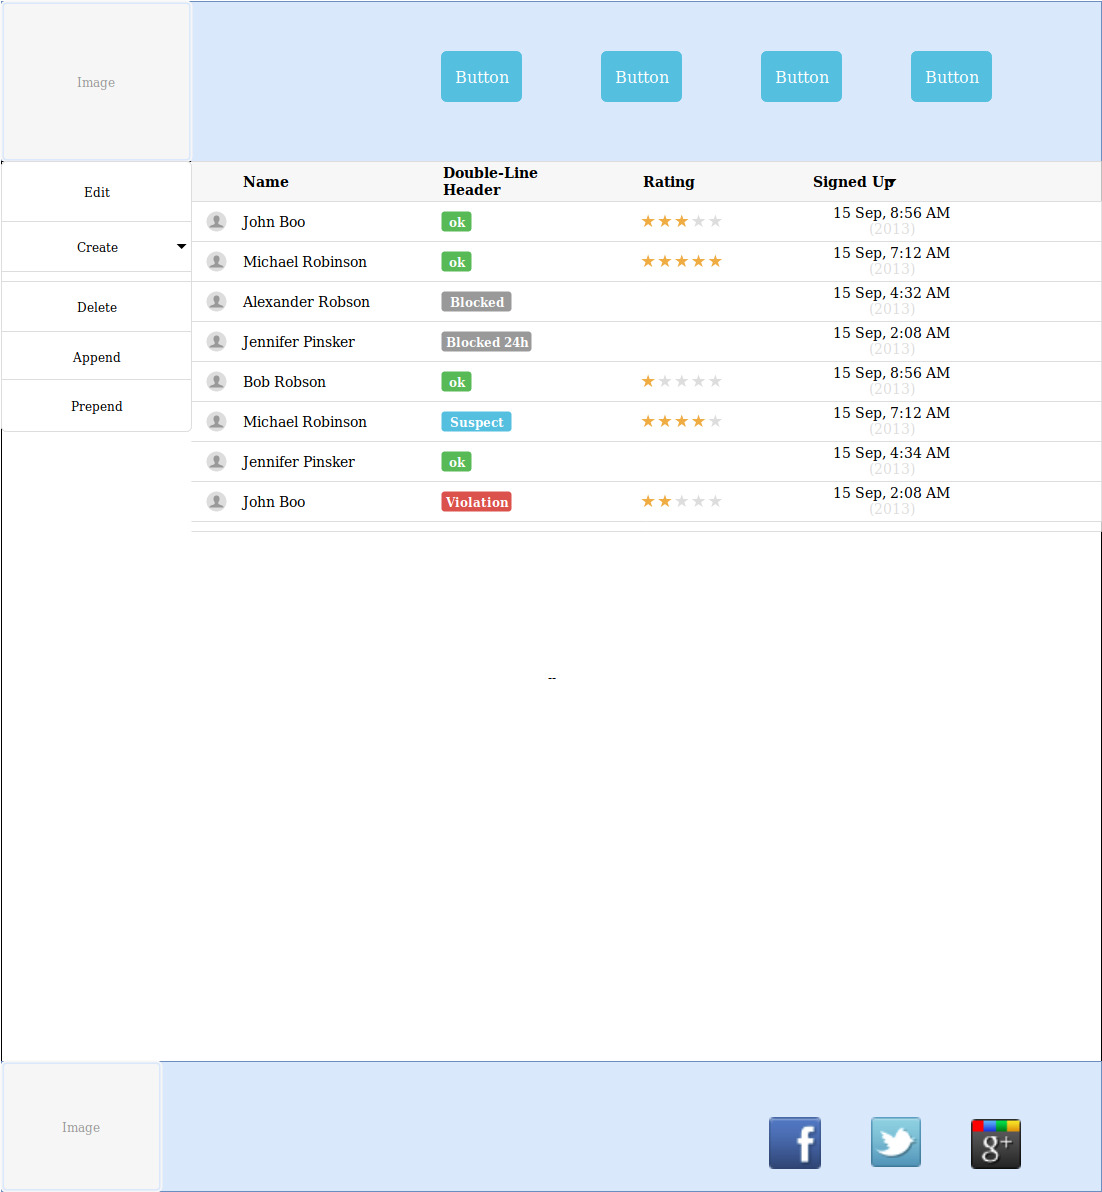 Image
Button Button Button Button
Name Double-Line Header Rating Signed Up
Edit
Create
Delete
Append
Prepend
John Boo ok 15 Sep, 8:56 AM
(2013)
Michael Robinson ok 15 Sep, 7:12 AM
(2013)
Alexander Robson Blocked 15 Sep, 4:32 AM
(2013)
Jennifer Pinsker Blocked 24h 15 Sep, 2:08 AM
(2013)
Bob Robson ok 15 Sep, 8:56 AM
(2013)
Michael Robinson Suspect 15 Sep, 7:12 AM
(2013)
Jennifer Pinsker ok 15 Sep, 4:34 AM
(2013)
John Boo Violation 15 Sep, 2:08 AM
(2013)
--
Image
f
g+